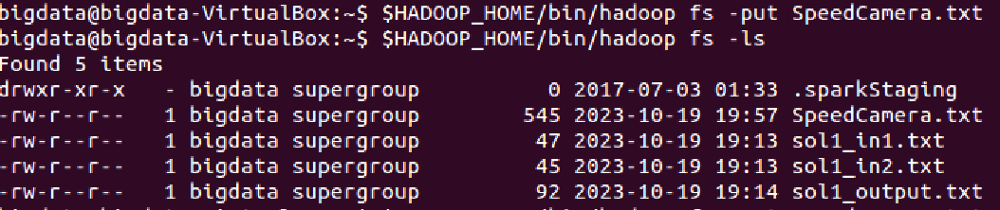 bigdata@bigdata-VirtualBox:~$ $HADOOP_HOME/bin/hadoop fs -put SpeedCamera.txt
bigdata@bigdata-VirtualBox:~$ $HADOOP_HOME/bin/hadoop fs -ls
Found 5 items
drwxr-xr-x   - bigdata supergroup          0 2017-07-03 01:33 .sparkStaging
-rw-r--r--   1 bigdata supergroup        545 2023-10-19 19:57 SpeedCamera.txt
-rw-r--r--   1 bigdata supergroup         47 2023-10-19 19:13 sol1_in1.txt
-rw-r--r--   1 bigdata supergroup         45 2023-10-19 19:13 sol1_in2.txt
-rw-r--r--   1 bigdata supergroup         92 2023-10-19 19:14 sol1_output.txt